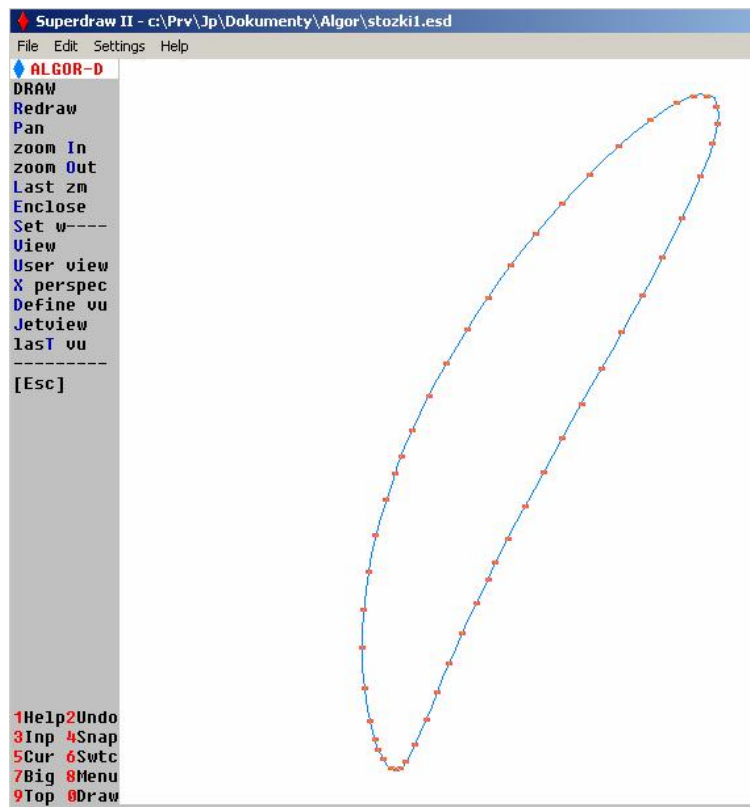 Superdraw II - c:\Prv\Jp\Dokumenty\Algor\stozki1.esd
File Edit Settings Help
ALGOR-D
DRAW
Redraw
Pan
zoom In
zoom Out
Last zm
Enclose
Set w----
View
User view
X perspec
Define vu
Jetview
lasT vu
---------
[Esc]
1Help2Undo
3Inp 4Snap
5Cur 6Swtc
7Big 8Menu
9Top 0Draw